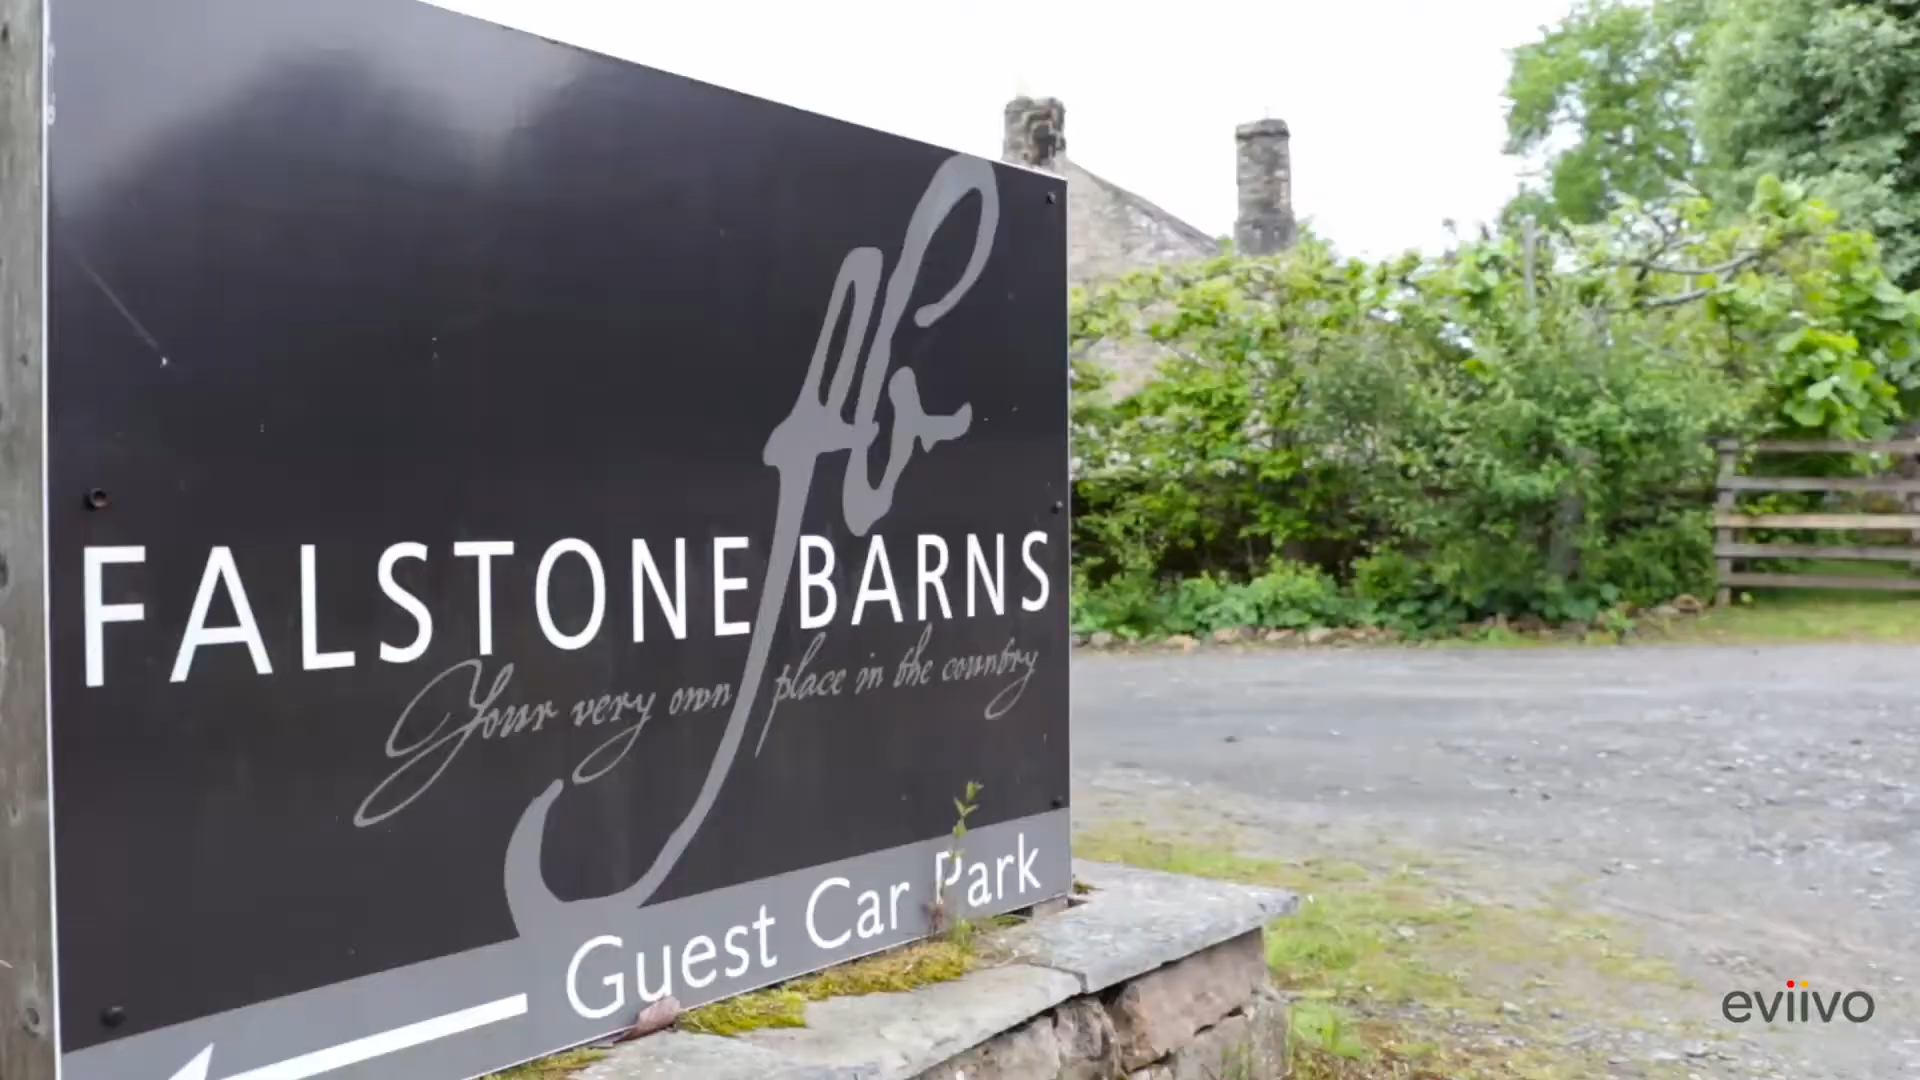 fb
FALSTONE BARNS
Your very own place in the country
Guest Car Park
eviivo